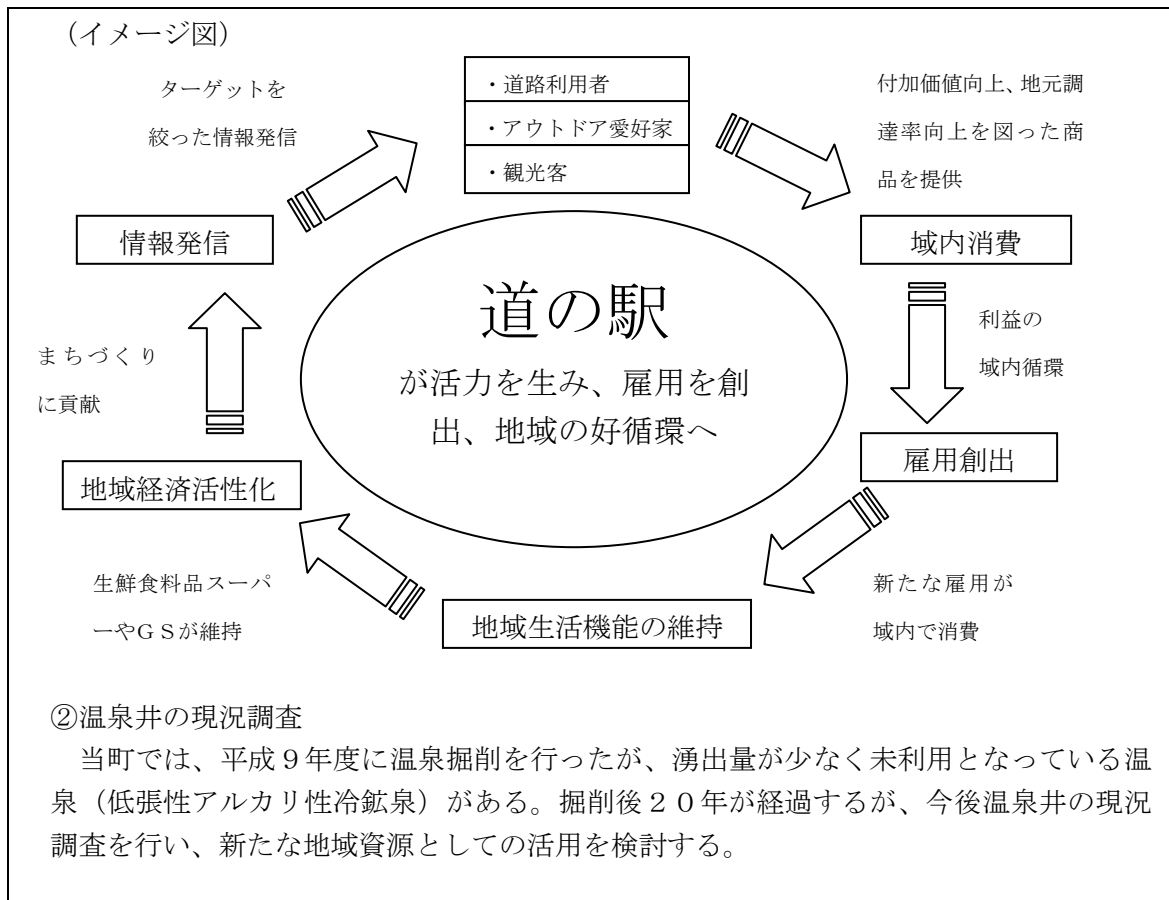 (イメージ図)
ターゲットを
絞った情報発信
・道路利用者
・アウトドア愛好家
・観光客
付加価値向上、地元調
達率向上を図った商
品を提供
情報発信
域内消費
道の駅
が活力を生み、雇用を創
出、地域の好循環へ
利益の
域内循環
まちづくり
に貢献
雇用創出
地域経済活性化
生鮮食料品スーパ
ーやGSが維持
地域生活機能の維持
新たな雇用が
域内で消費
②温泉井の現況調査
当町では、平成9年度に温泉掘削を行ったが、湧出量が少なく未利用となっている温
泉(低張性アルカリ性冷鉱泉)がある。掘削後20年が経過するが、今後温泉井の現況
調査を行い、新たな地域資源としての活用を検討する。